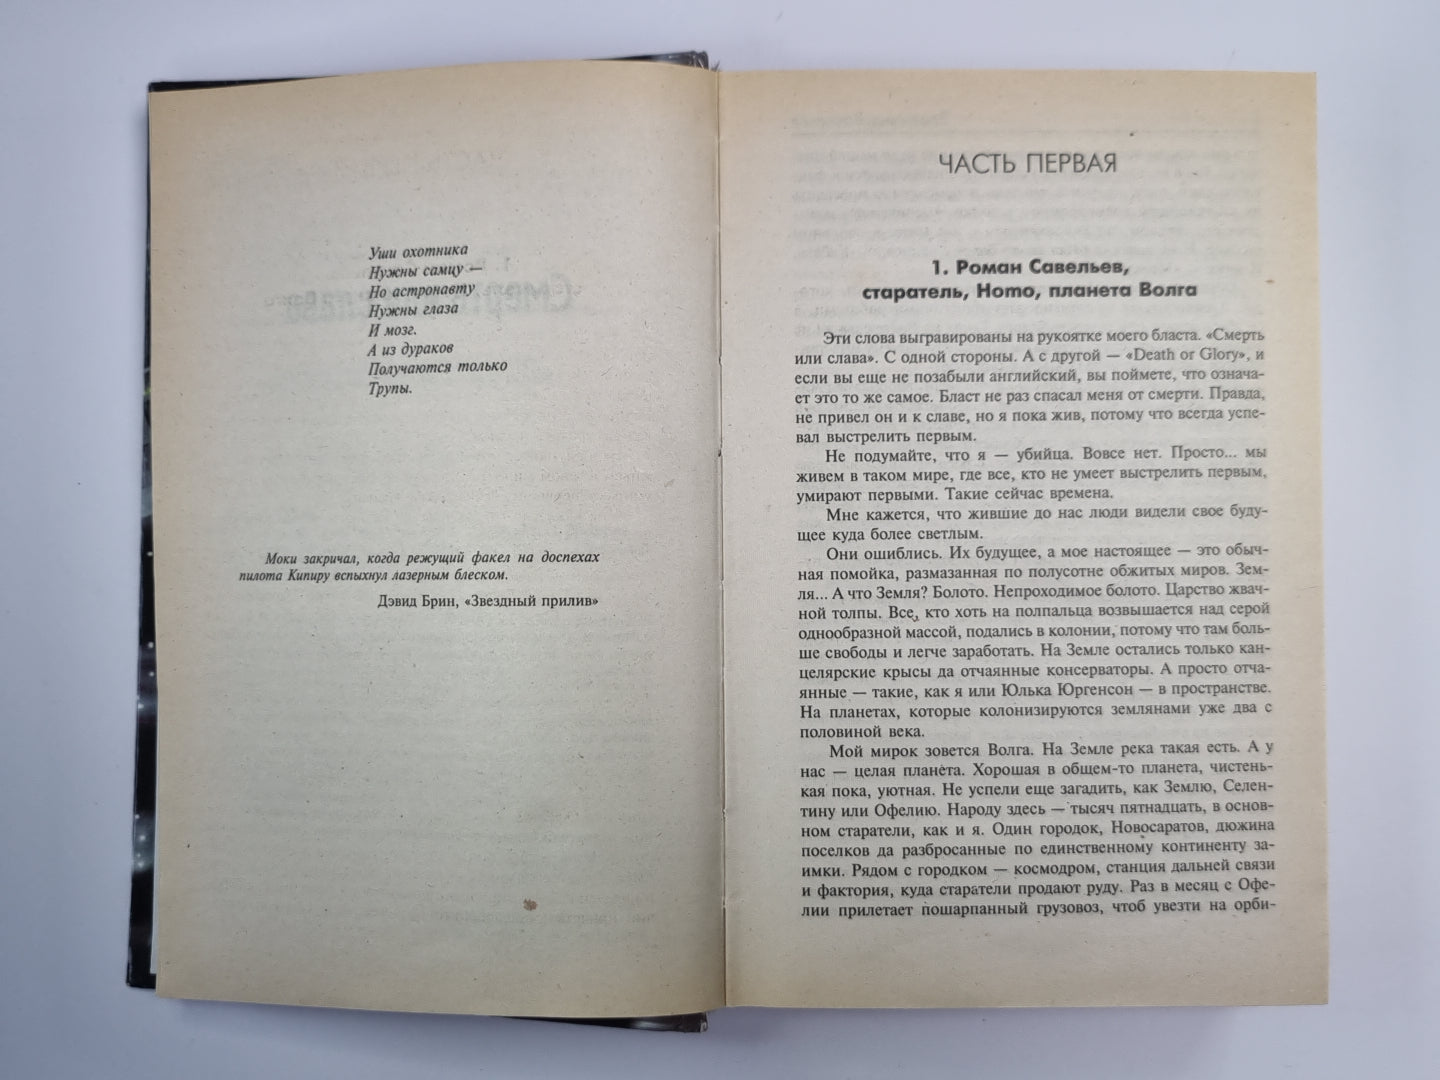 Уши охотника
Нужны самцу —
Но астронавту
Нужны глаза
И мозг.
А из дураков
Получаются только
Трупы.
Моки закричал, когда режущий факел на доспехах
пилота Кипиру вспыхнул лазерным блеском.
Дэвид Брин, «Звездный прилив»
ЧАСТЬ ПЕРВАЯ
1. Роман Савельев,
старатель, Homo, планета Волга
Эти слова выгравированы на рукоятке моего бласта. «Смерть
или слава». С одной стороны. А с другой — «Death or Glory», и
если вы еще не позабыли английский, вы поймете, что означа-
ет это то же самое. Бласт не раз спасал меня от смерти. Правда,
не привел он и к славе, но я пока жив, потому что всегда успе-
вал выстрелить первым.
Не подумайте, что я — убийца. Вовсе нет. Просто... мы
живем в таком мире, где все, кто не умеет выстрелить первым,
умирают первыми. Такие сейчас времена.
Мне кажется, что жившие до нас люди видели свое буду-
щее куда более светлым.
Они ошиблись. Их будущее, а мое настоящее — это обыч-
ная помойка, размазанная по полусотне обжитых миров. Зем-
ля... А что Земля? Болото. Непроходимое болото. Царство жвач-
ной толпы. Все, кто хоть на полпальца возвышается над серой
однообразной массой, подались в колонии, потому что там боль-
ше свободы и легче заработать. На Земле остались только кан-
целярские крысы да отчаянные консерваторы. А просто отча-
янные — такие, как я или Юлька Юргенсон — в пространстве.
На планетах, которые колонизируются землянами уже два с
половиной века.
Мой мирок зовется Волга. На Земле река такая есть. А у
нас — целая планета. Хорошая в общем-то планета, чистень-
кая пока, уютная. Не успели еще загадить, как Землю, Селен-
тину или Офелию. Народу здесь — тысяч пятнадцать, в основ-
ном старатели, как и я. Один городок, Новосаратов, дюжина
поселков да разбросанные по единственному континенту за-
имки. Рядом с городком — космодром, станция дальней связи
и фактория, куда старатели продают руду. Раз в месяц с Офе-
лии прилетает пошарпанный грузовоз, чтоб увезти на орби-